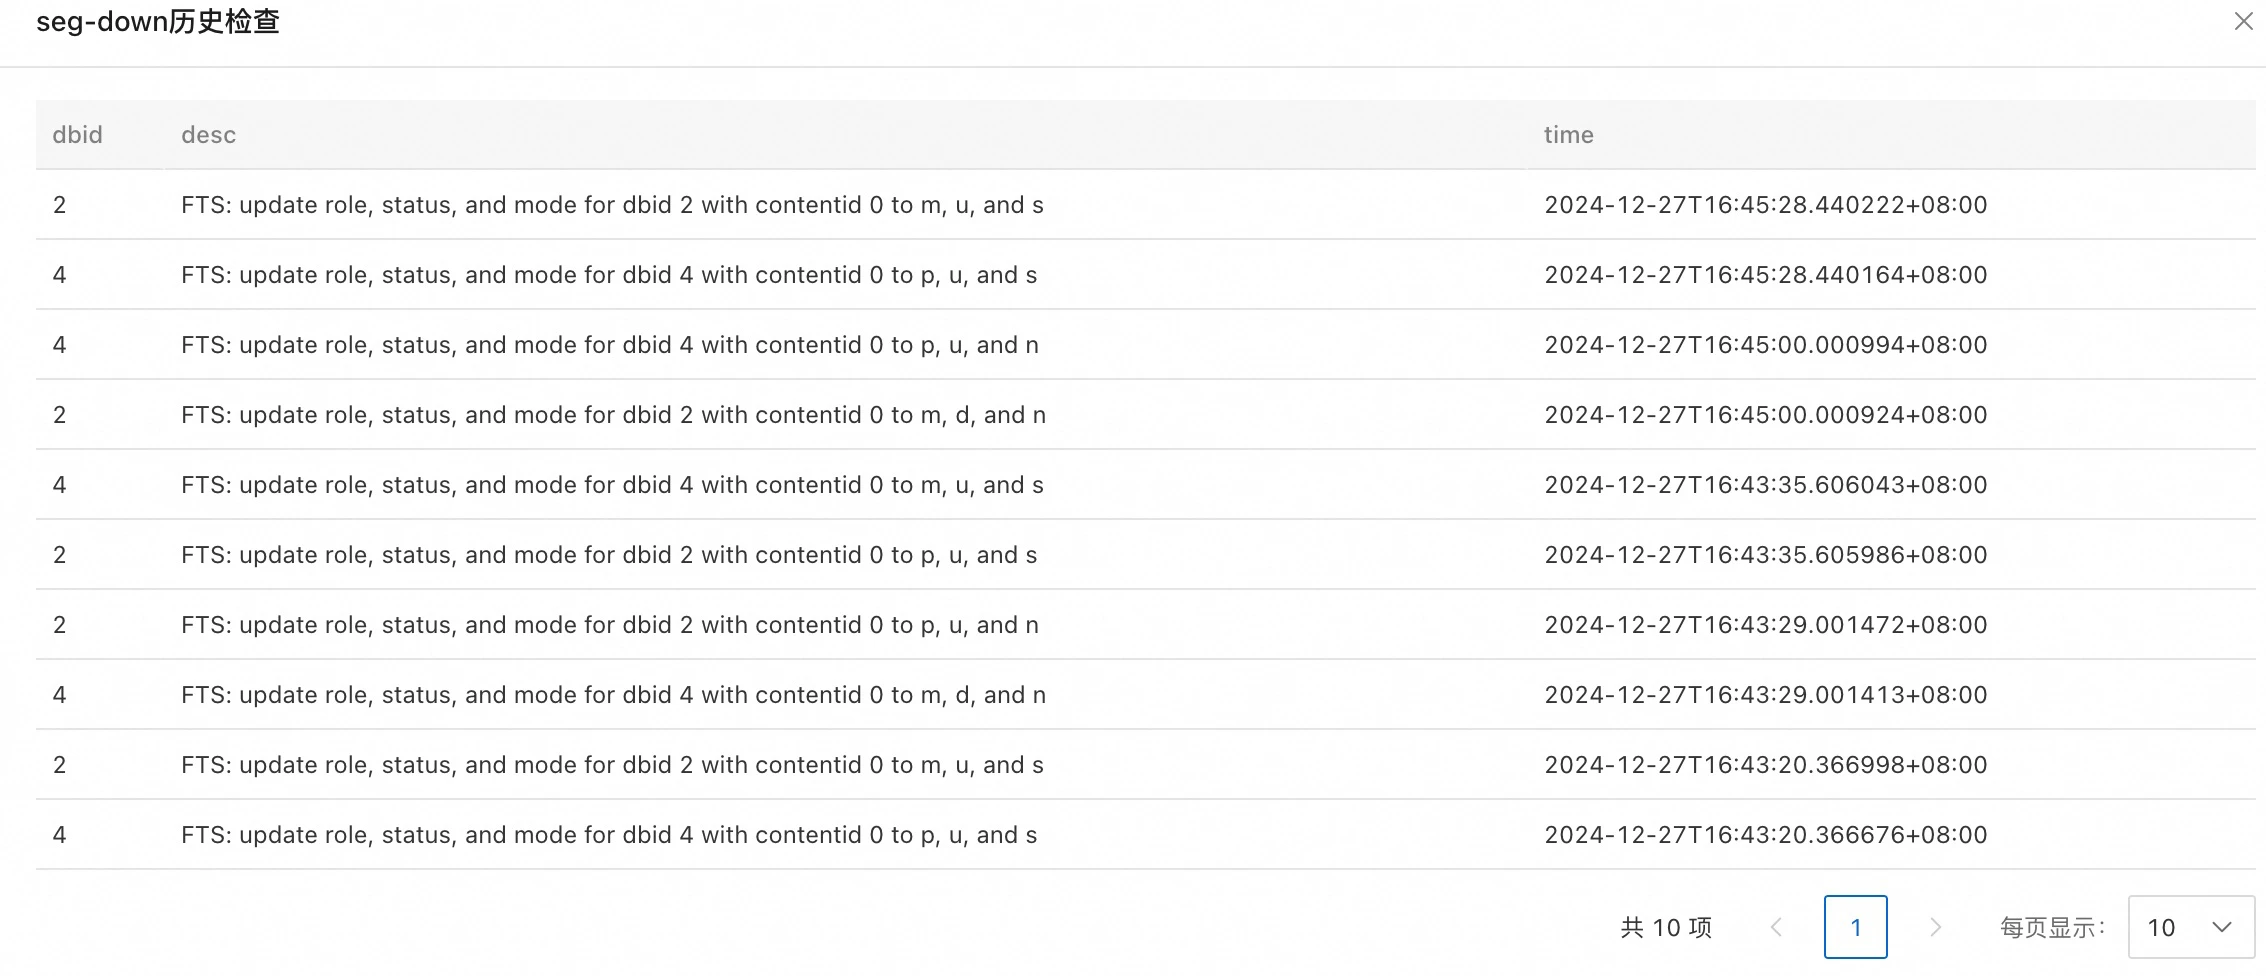 seg-down历史检查
dbid desc time
2 FTS: update role, status, and mode for dbid 2 with contentid 0 to m, u, and s 2024-12-27T16:45:28.440222+08:00
4 FTS: update role, status, and mode for dbid 4 with contentid 0 to p, u, and s 2024-12-27T16:45:28.440164+08:00
4 FTS: update role, status, and mode for dbid 4 with contentid 0 to p, u, and n 2024-12-27T16:45:00.000994+08:00
2 FTS: update role, status, and mode for dbid 2 with contentid 0 to m, d, and n 2024-12-27T16:45:00.000924+08:00
4 FTS: update role, status, and mode for dbid 4 with contentid 0 to m, u, and s 2024-12-27T16:43:35.606043+08:00
2 FTS: update role, status, and mode for dbid 2 with contentid 0 to p, u, and s 2024-12-27T16:43:35.605986+08:00
2 FTS: update role, status, and mode for dbid 2 with contentid 0 to p, u, and n 2024-12-27T16:43:29.001472+08:00
4 FTS: update role, status, and mode for dbid 4 with contentid 0 to m, d, and n 2024-12-27T16:43:29.001413+08:00
2 FTS: update role, status, and mode for dbid 2 with contentid 0 to m, u, and s 2024-12-27T16:43:20.366998+08:00
4 FTS: update role, status, and mode for dbid 4 with contentid 0 to p, u, and s 2024-12-27T16:43:20.366676+08:00
共 10 项 1 每页显示: 10